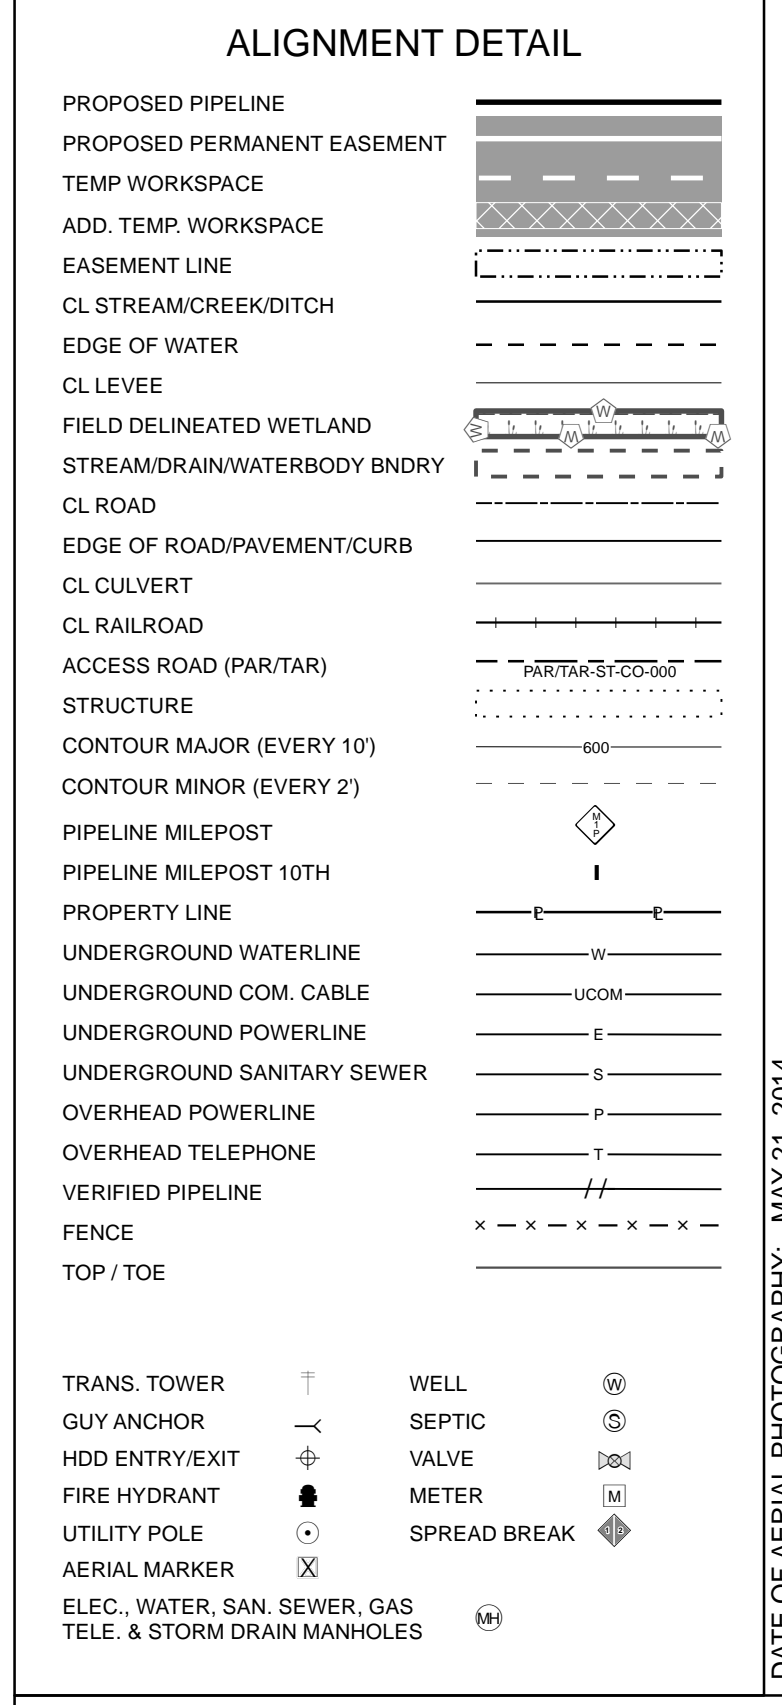 ALIGNMENT DETAIL
PROPOSED PIPELINE
PROPOSED PERMANENT EASEMENT
TEMP WORKSPACE
ADD. TEMP. WORKSPACE
EASEMENT LINE
CL STREAM/CREEK/DITCH
EDGE OF WATER
CL LEVEE
FIELD DELINEATED WETLAND W W W W
STREAM/DRAIN/WATERBODY BNDRY
CL ROAD
EDGE OF ROAD/PAVEMENT/CURB
CL CULVERT
CL RAILROAD
ACCESS ROAD (PAR/TAR) PAR/TAR-ST-CO-000
STRUCTURE
CONTOUR MAJOR (EVERY 10') 600
CONTOUR MINOR (EVERY 2')
PIPELINE MILEPOST M 1 P
PIPELINE MILEPOST 10TH
PROPERTY LINE PL PL
UNDERGROUND WATERLINE W
UNDERGROUND COM. CABLE UCOM
UNDERGROUND POWERLINE E
UNDERGROUND SANITARY SEWER S
OVERHEAD POWERLINE P
OVERHEAD TELEPHONE T
VERIFIED PIPELINE
FENCE
TOP / TOE
TRANS. TOWER WELL W
GUY ANCHOR SEPTIC S
HDD ENTRY/EXIT VALVE
FIRE HYDRANT METER M
UTILITY POLE SPREAD BREAK 1 2
AERIAL MARKER X
ELEC., WATER, SAN. SEWER, GAS
TELE. & STORM DRAIN MANHOLES MH
DATE OF AERIAL PHOTOGRAPHY: MAY 21, 2014